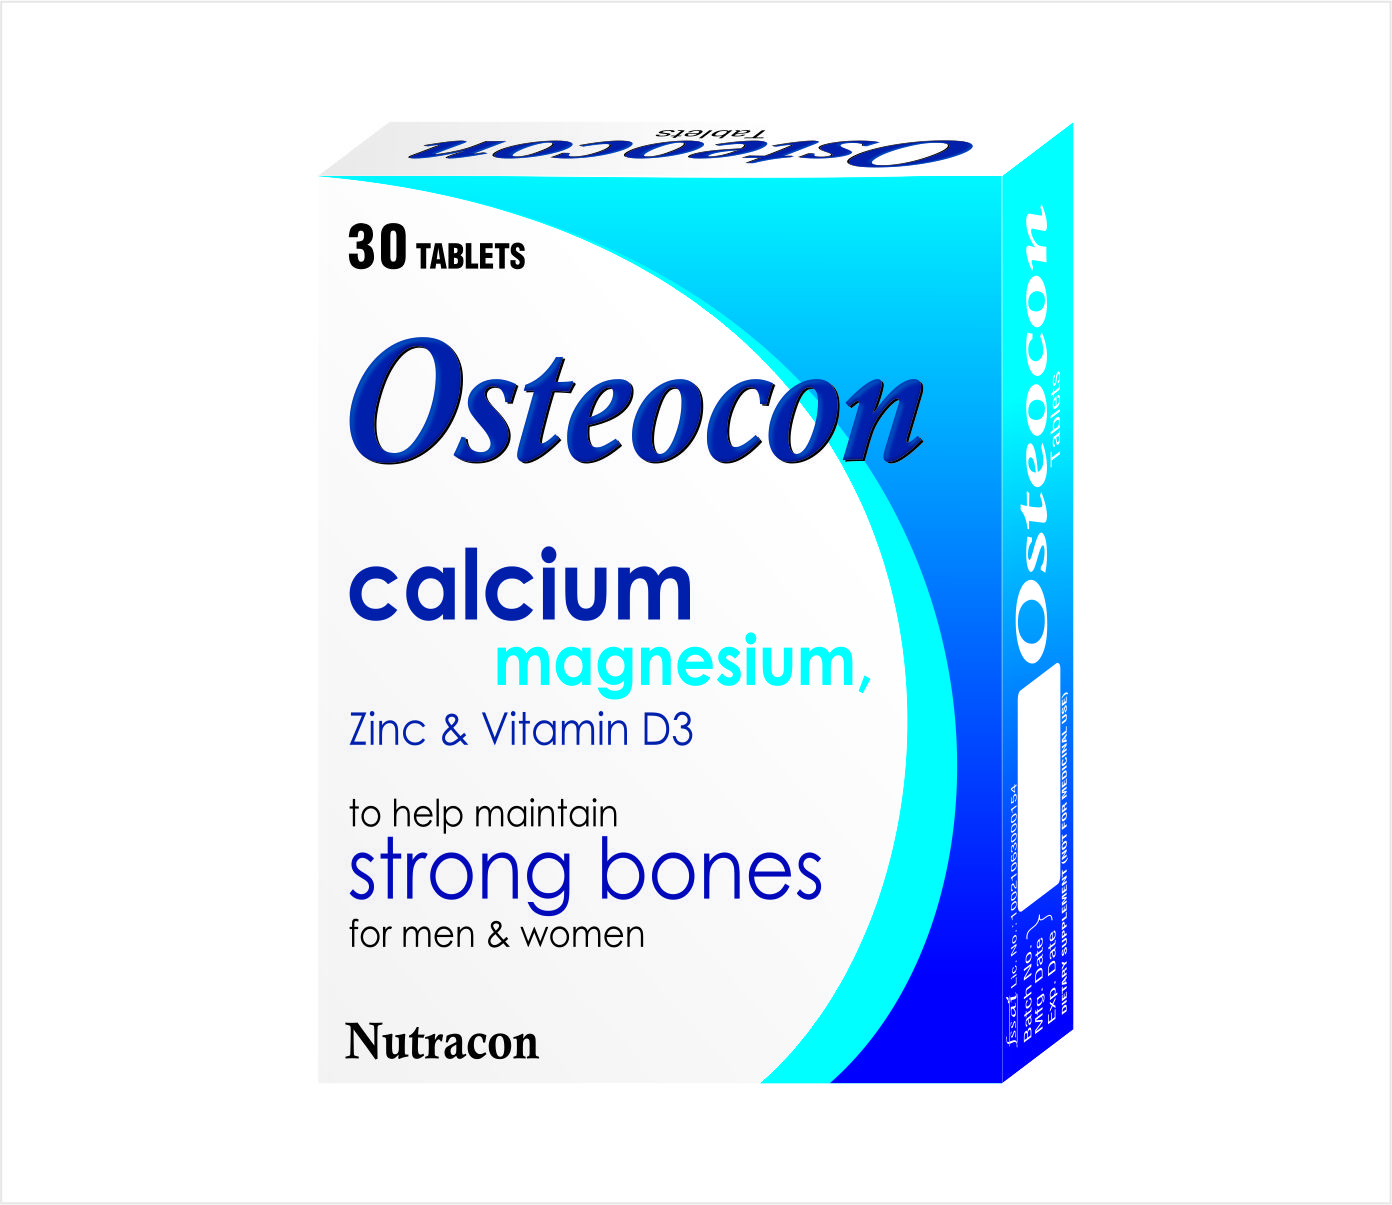 Osteocon
Tablets
30 TABLETS
Osteocon
calcium
magnesium,
Zinc & Vitamin D3
to help maintain
strong bones
for men & women
Nutracon
Osteocon
Tablets
fssai Lic. No.: 10021063000154
Batch No.
Mfg. Date
Exp. Date
DIETARY SUPPLEMENT (NOT FOR MEDICINAL USE)